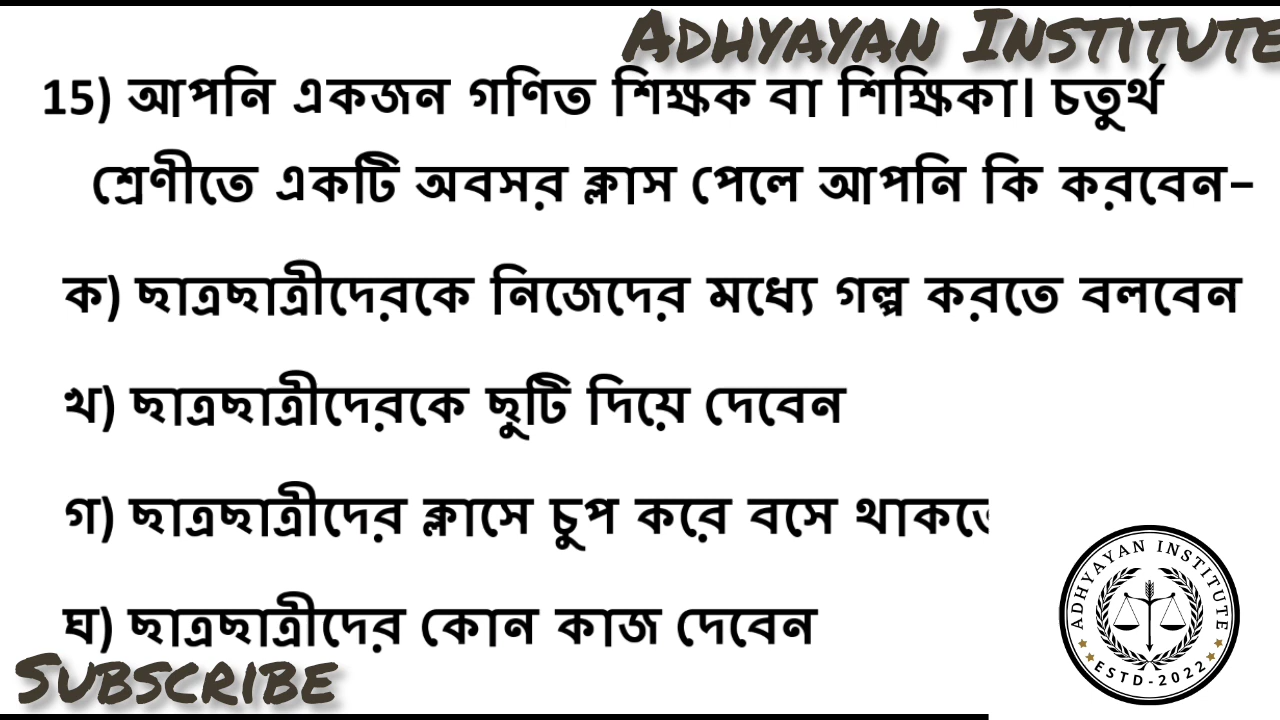 ADHYAYAN INSTITUTE
15) আপনি একজন গণিত শিক্ষক বা শিক্ষিকা। চতুর্থ
শ্রেণীতে একটি অবসর ক্লাস পেলে আপনি কি করবেন–
ক) ছাত্রছাত্রীদেরকে নিজেদের মধ্যে গল্প করতে বলবেন
খ) ছাত্রছাত্রীদেরকে ছুটি দিয়ে দেবেন
গ) ছাত্রছাত্রীদের ক্লাসে চুপ করে বসে
ঘ) ছাত্রছাত্রীদের কোন কাজ দেবেন
SUBSCRIBE
ADHYAYAN INSTITUTE
ESTD-2022